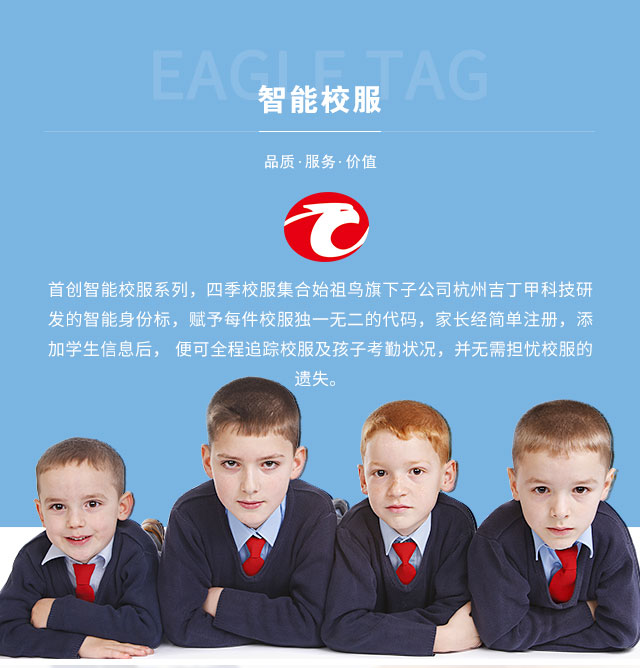 EAGLE TAG
智能校服
品质·服务·价值
首创智能校服系列，四季校服集合始祖鸟旗下子公司杭州吉丁甲科技研
发的智能身份标，赋予每件校服独一无二的代码，家长经简单注册，添
加学生信息后， 便可全程追踪校服及孩子考勤状况，并无需担忧校服的
遗失。